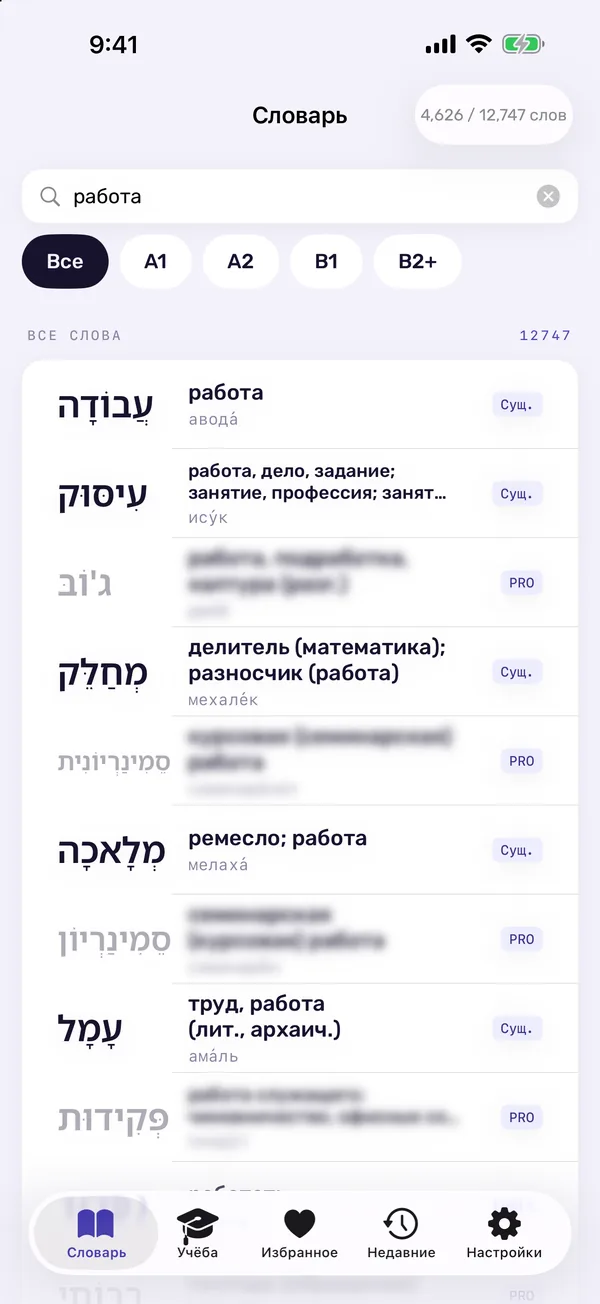 9:41
Словарь
4,626 / 12,747 слов
работа
Все
A1
A2
B1
B2+
ВСЕ СЛОВА
12747
עֲבוֹדָה
работа
авода́
Сущ.
עִיסּוּק
работа, дело, задание;
занятие, профессия; занят…
ису́к
Сущ.
ג'וֹבּ
PRO
מְחַלֵּק
делитель (математика);
разносчик (работа)
мехале́к
Сущ.
סֵמִינַרְיוֹנִית
PRO
מְלָאכָה
ремесло; работа
мелаха́
Сущ.
סֵמִינַרְיוֹן
PRO
עָמָל
труд, работа
(лит., архаич.)
ама́ль
Сущ.
פְּקִידוּת
PRO
Словарь
Учёба
Избранное
Недавние
Настройки
PRO